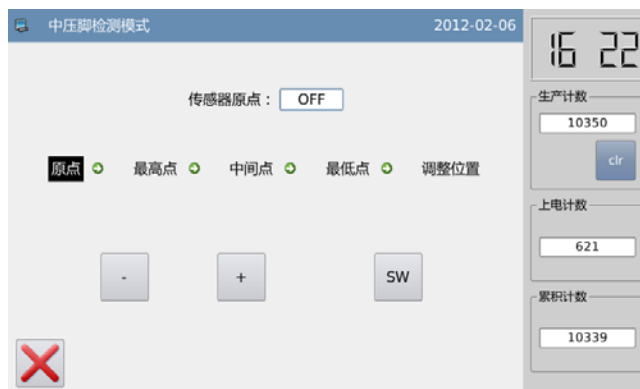 中压脚检测模式 2012-02-06
16 22
传感器原点： OFF
原点 最高点 中间点 最低点 调整位置
- + SW
生产计数
10350
clr
上电计数
621
累积计数
10339